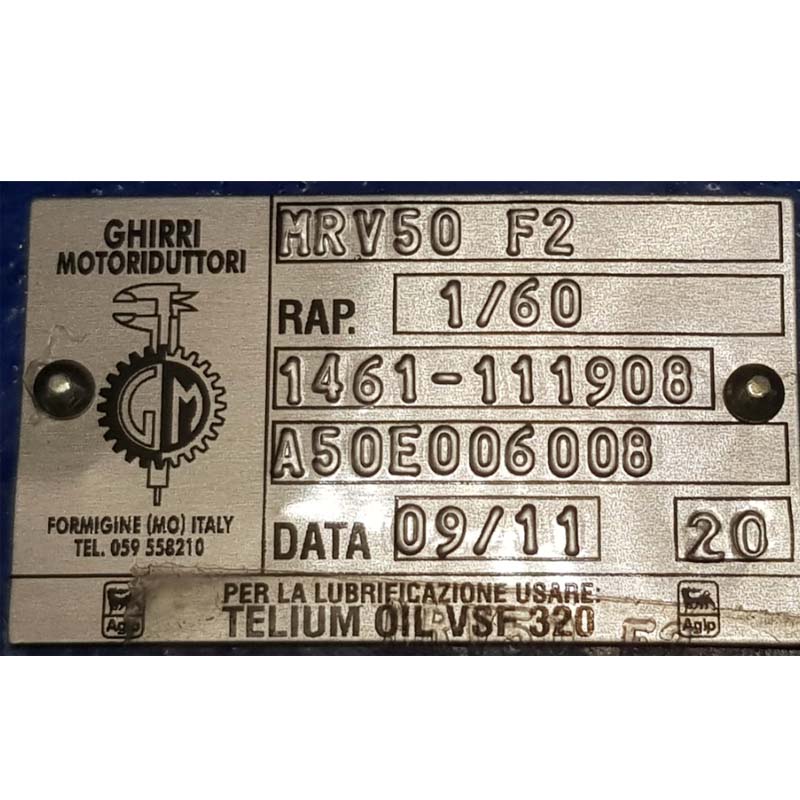 GHIRRI
MOTORIDUTTORI
GM
FORMIGINE (MO) ITALY
TEL. 059 558210
MRV50 F2
RAP. 1/60
1461-111908
A50E006008
DATA 09/11 20
PER LA LUBRIFICAZIONE USARE:
Agip TELIUM OIL VSF 320 Agip